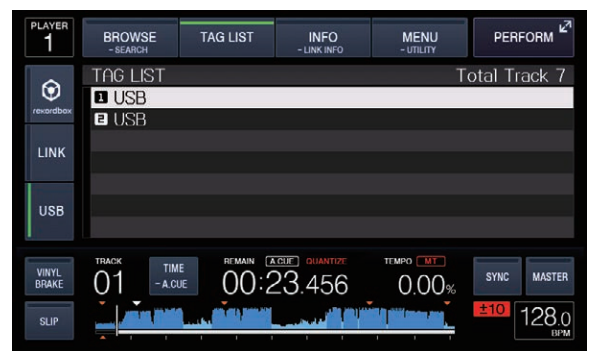 PLAYER
1
BROWSE
- SEARCH
TAG LIST
INFO
- LINK INFO
MENU
- UTILITY
PERFORM
rekordbox
LINK
USB
TAG LIST
Total Track 7
1 USB
2 USB
VINYL
BRAKE
SLIP
TRACK
01
TIME
- A.CUE
REMAIN A.CUE QUANTIZE
00:23.456
TEMPO MT
0.00%
SYNC
MASTER
±10
128.0
BPM